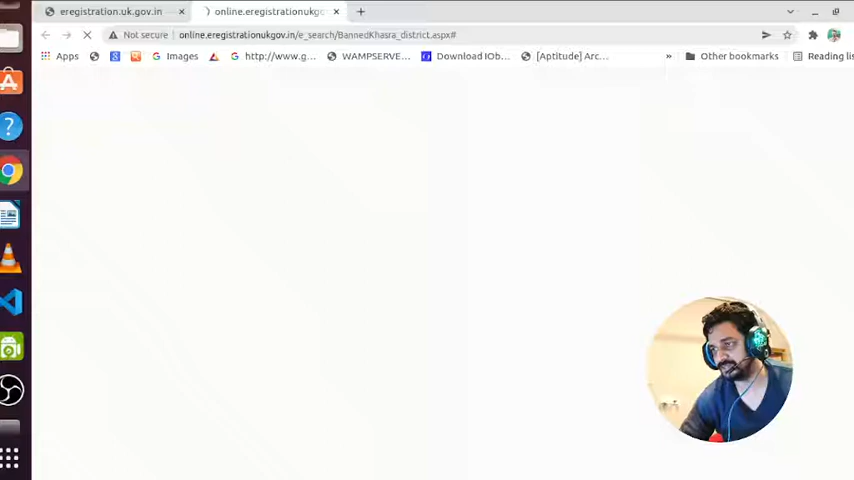 eregistration.uk.gov.in
online.eregistrationukgo
Not secure
online.eregistrationukgov.in/e_search/BannedKhasra_district.aspx#
Apps
Images
http://www.g...
WAMPSERVE...
Download IOb...
[Aptitude] Arc...
»
Other bookmarks
Reading lis